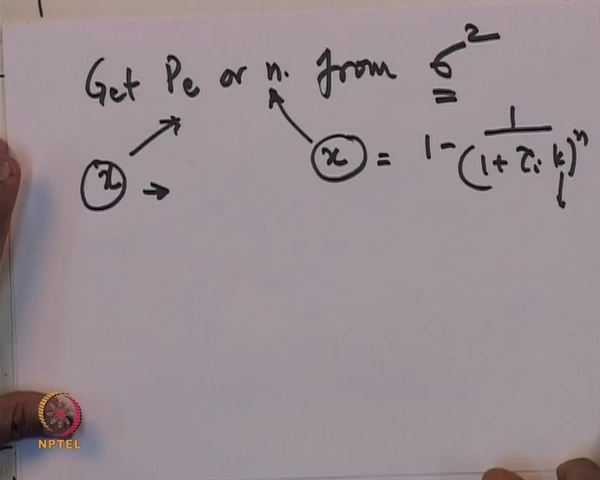 Get Pe or n. from σ²
x
x = 1 - 1/(1 + τi k)^n
NPTEL